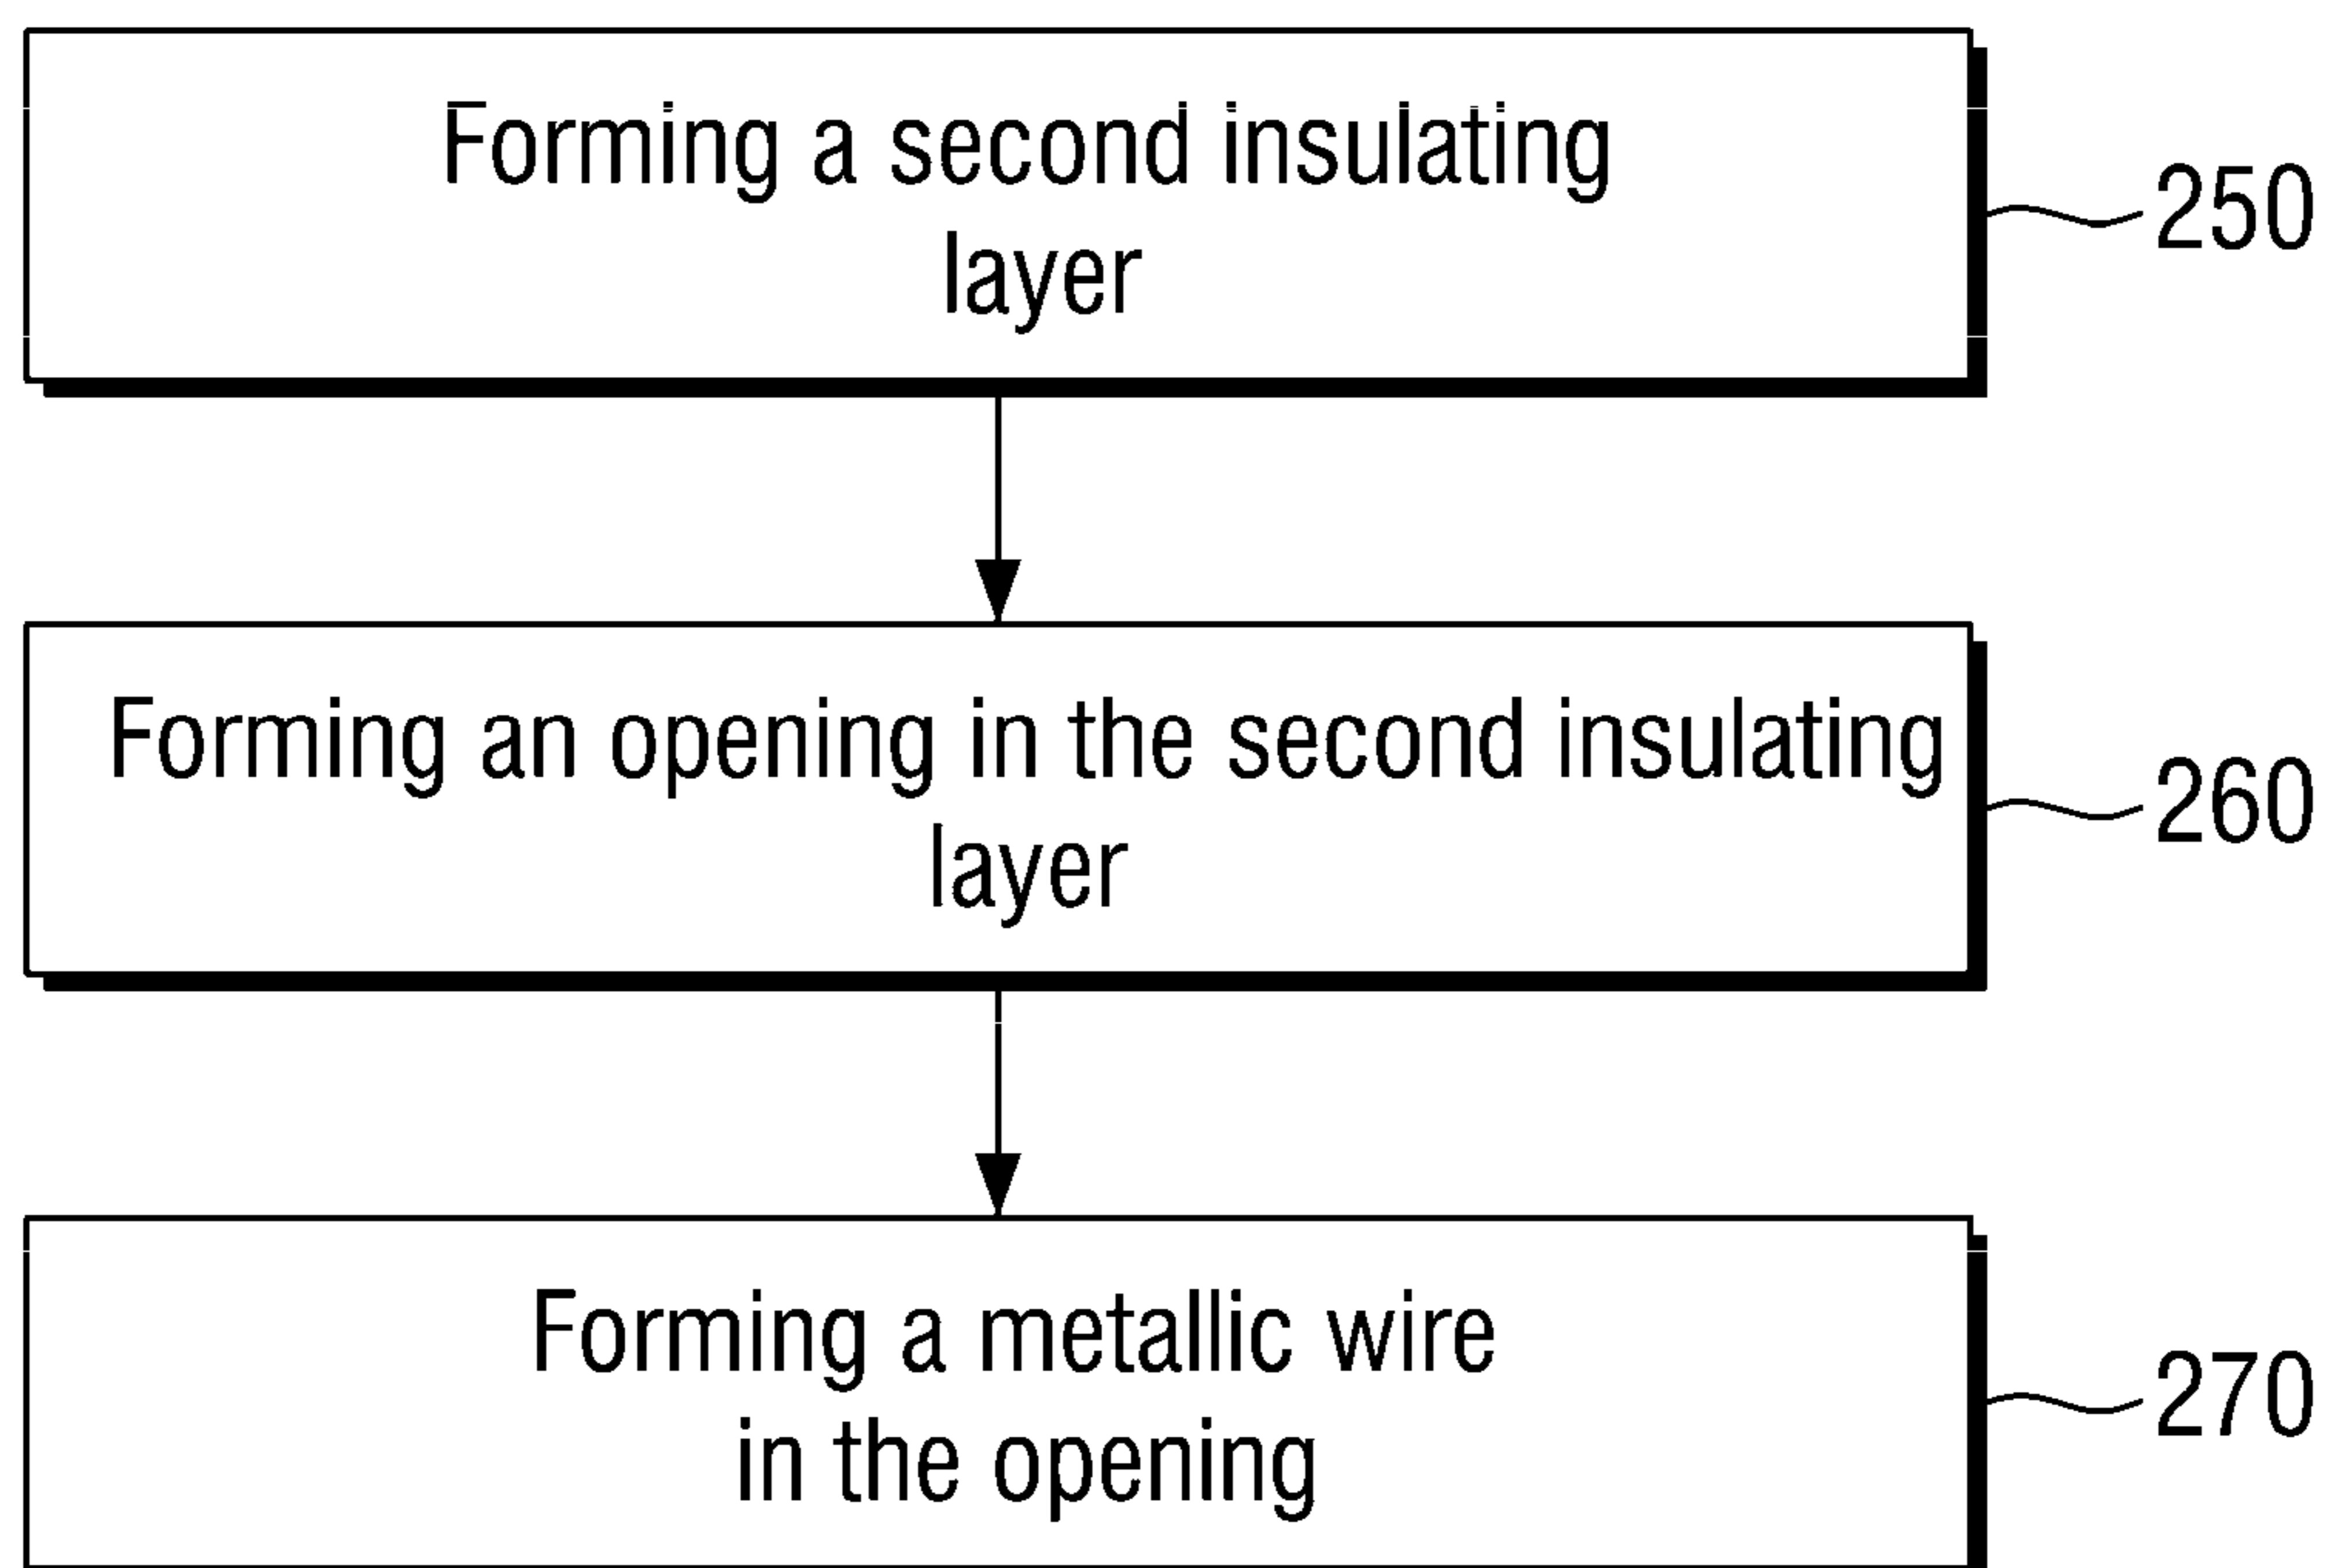 Forming a second insulating
layer
250
Forming an opening in the second insulating
layer
260
Forming a metallic wire
in the opening
270